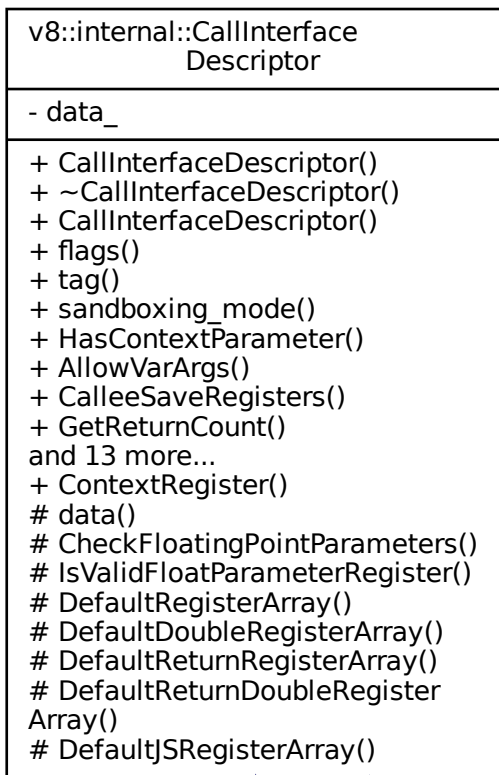 v8::internal::CallInterface
Descriptor
- data_
+ CallInterfaceDescriptor()
+ ~CallInterfaceDescriptor()
+ CallInterfaceDescriptor()
+ flags()
+ tag()
+ sandboxing_mode()
+ HasContextParameter()
+ AllowVarArgs()
+ CalleeSaveRegisters()
+ GetReturnCount()
and 13 more...
+ ContextRegister()
# data()
# CheckFloatingPointParameters()
# IsValidFloatParameterRegister()
# DefaultRegisterArray()
# DefaultDoubleRegisterArray()
# DefaultReturnRegisterArray()
# DefaultReturnDoubleRegister
Array()
# DefaultJSRegisterArray()